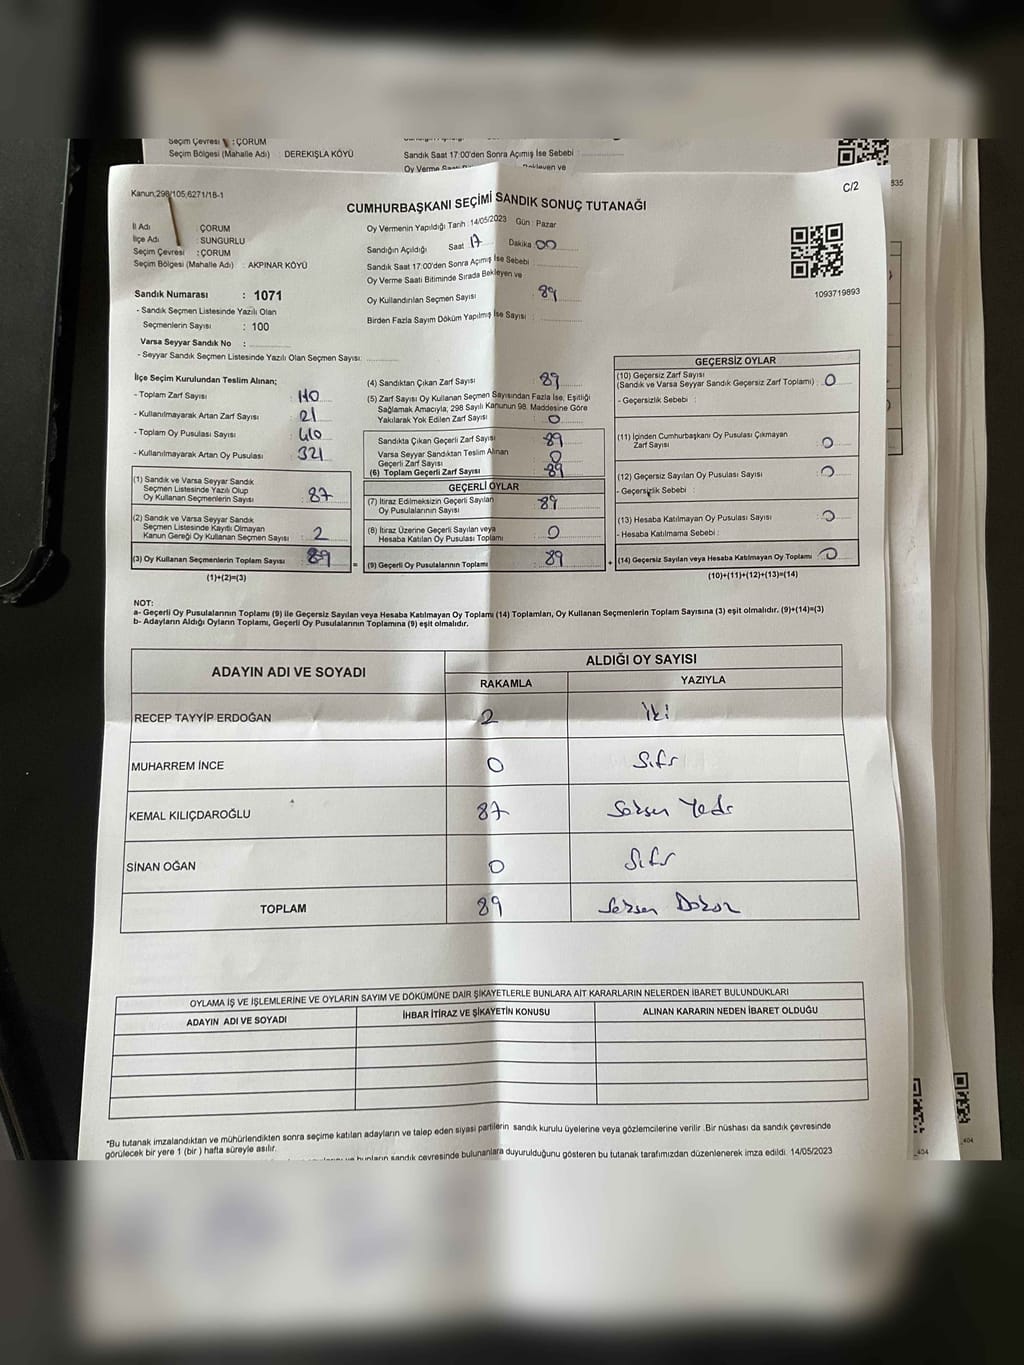 Seçim Çevresi : ÇORUM
Seçim Bölgesi (Mahalle Adı) : DEREKIŞLA KÖYÜ
Sandık Saat 17:00'den Sonra Açımış İse Sebebi :
835
Kanun;298/105;6271/18-1
C/2
CUMHURBAŞKANI SEÇİMİ SANDIK SONUÇ TUTANAĞI
İl Adı : ÇORUM
İlçe Adı : SUNGURLU
Seçim Çevresi : ÇORUM
Seçim Bölgesi (Mahalle Adı) : AKPINAR KÖYÜ
Oy Vermenin Yapıldığı Tarih : 14/05/2023 Gün : Pazar
Sandığın Açıldığı Saat 17 Dakika 00
Sandık Saat 17:00'den Sonra Açımış İse Sebebi
Oy Verme Saati Bitiminde Sırada Bekleyen ve
Oy Kullandırılan Seçmen Sayısı : 89
Birden Fazla Sayım Döküm Yapılmış İse Sayısı :
1093719893
Sandık Numarası : 1071
- Sandık Seçmen Listesinde Yazılı Olan
Seçmenlerin Sayısı : 100
Varsa Seyyar Sandık No :
- Seyyar Sandık Seçmen Listesinde Yazılı Olan Seçmen Sayısı:
İlçe Seçim Kurulundan Teslim Alınan;
- Toplam Zarf Sayısı : 110
- Kullanılmayarak Artan Zarf Sayısı : 21
- Toplam Oy Pusulası Sayısı : 410
- Kullanılmayarak Artan Oy Pusulası : 321
(1) Sandık ve Varsa Seyyar Sandık
Seçmen Listesinde Yazılı Olup
Oy Kullanan Seçmenlerin Sayısı : 87
(2) Sandık ve Varsa Seyyar Sandık
Seçmen Listesinde Kayıtlı Olmayan
Kanun Gereği Oy Kullanan Seçmen Sayısı : 2
(3) Oy Kullanan Seçmenlerin Toplam Sayısı : 89
(1)+(2)=(3)
(4) Sandıktan Çıkan Zarf Sayısı : 89
(5) Zarf Sayısı Oy Kullanan Seçmen Sayısından Fazla İse, Eşitliği
Sağlamak Amacıyla, 298 Sayılı Kanunun 98. Maddesine Göre
Yakılarak Yok Edilen Zarf Sayısı : 0
Sandıkta Çıkan Geçerli Zarf Sayısı : 89
Varsa Seyyar Sandıktan Teslim Alınan
Geçerli Zarf Sayısı : 0
(6) Toplam Geçerli Zarf Sayısı : 89
GEÇERLİ OYLAR
(7) İtiraz Edilmeksizin Geçerli Sayılan
Oy Pusulalarının Sayısı : 89
(8) İtiraz Üzerine Geçerli Sayılan veya
Hesaba Katılan Oy Pusulası Toplamı : 0
= (9) Geçerli Oy Pusulalarının Toplamı : 89
GEÇERSİZ OYLAR
(10) Geçersiz Zarf Sayısı
(Sandık ve Varsa Seyyar Sandık Geçersiz Zarf Toplamı) : 0
- Geçersizlik Sebebi :
(11) İçinden Cumhurbaşkanı Oy Pusulası Çıkmayan
Zarf Sayısı : 0
(12) Geçersiz Sayılan Oy Pusulası Sayısı : 0
- Geçersizlik Sebebi :
(13) Hesaba Katılmayan Oy Pusulası Sayısı : 0
- Hesaba Katılmama Sebebi :
+ (14) Geçersiz Sayılan veya Hesaba Katılmayan Oy Toplamı : 0
(10)+(11)+(12)+(13)=(14)
NOT:
a- Geçerli Oy Pusulalarının Toplamı (9) ile Geçersiz Sayılan veya Hesaba Katılmayan Oy Toplamı (14) Toplamları, Oy Kullanan Seçmenlerin Toplam Sayısına (3) eşit olmalıdır. (9)+(14)=(3)
b- Adayların Aldığı Oyların Toplamı, Geçerli Oy Pusulalarının Toplamına (9) eşit olmalıdır.
ADAYIN ADI VE SOYADI ALDIĞI OY SAYISI
RAKAMLA YAZIYLA
RECEP TAYYİP ERDOĞAN 2 İki
MUHARREM İNCE 0 Sıfır
KEMAL KILIÇDAROĞLU 87 Seksen Yedi
SİNAN OĞAN 0 Sıfır
TOPLAM 89 Seksen Dokuz
OYLAMA İŞ VE İŞLEMLERİNE VE OYLARIN SAYIM VE DÖKÜMÜNE DAİR ŞİKAYETLERLE BUNLARA AİT KARARLARIN NELERDEN İBARET BULUNDUKLARI
ADAYIN ADI VE SOYADI İHBAR İTİRAZ VE ŞİKAYETİN KONUSU ALINAN KARARIN NEDEN İBARET OLDUĞU
*Bu tutanak imzalandıktan ve mühürlendikten sonra seçime katılan adayların ve talep eden siyasi partilerin sandık kurulu üyelerine veya gözlemcilerine verilir .Bir nüshası da sandık çevresinde
görülecek bir yere 1 (bir ) hafta süreyle asılır.
sandık çevresinde bulunanlara duyurulduğunu gösteren bu tutanak tarafımızdan düzenlenerek imza edildi. 14/05/2023
404
404